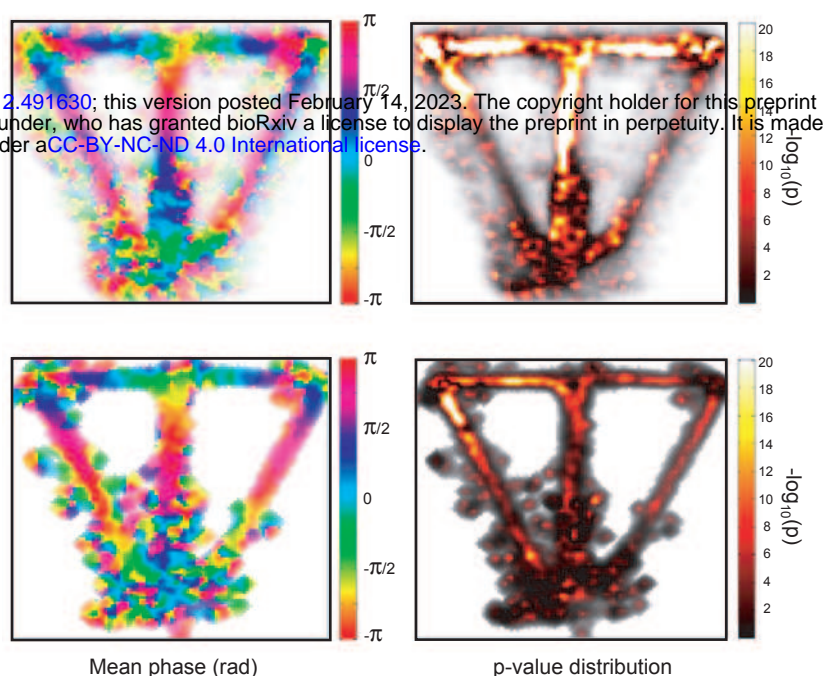 π
π/2
0
-π/2
-π
20
18
16
14
12
10
8
6
4
2
-log10(p)
2.491630; this version posted February 14, 2023. The copyright holder for this preprint
under, who has granted bioRxiv a license to display the preprint in perpetuity. It is made
der aCC-BY-NC-ND 4.0 International license.
π
π/2
0
-π/2
-π
20
18
16
14
12
10
8
6
4
2
-log10(p)
Mean phase (rad)
p-value distribution